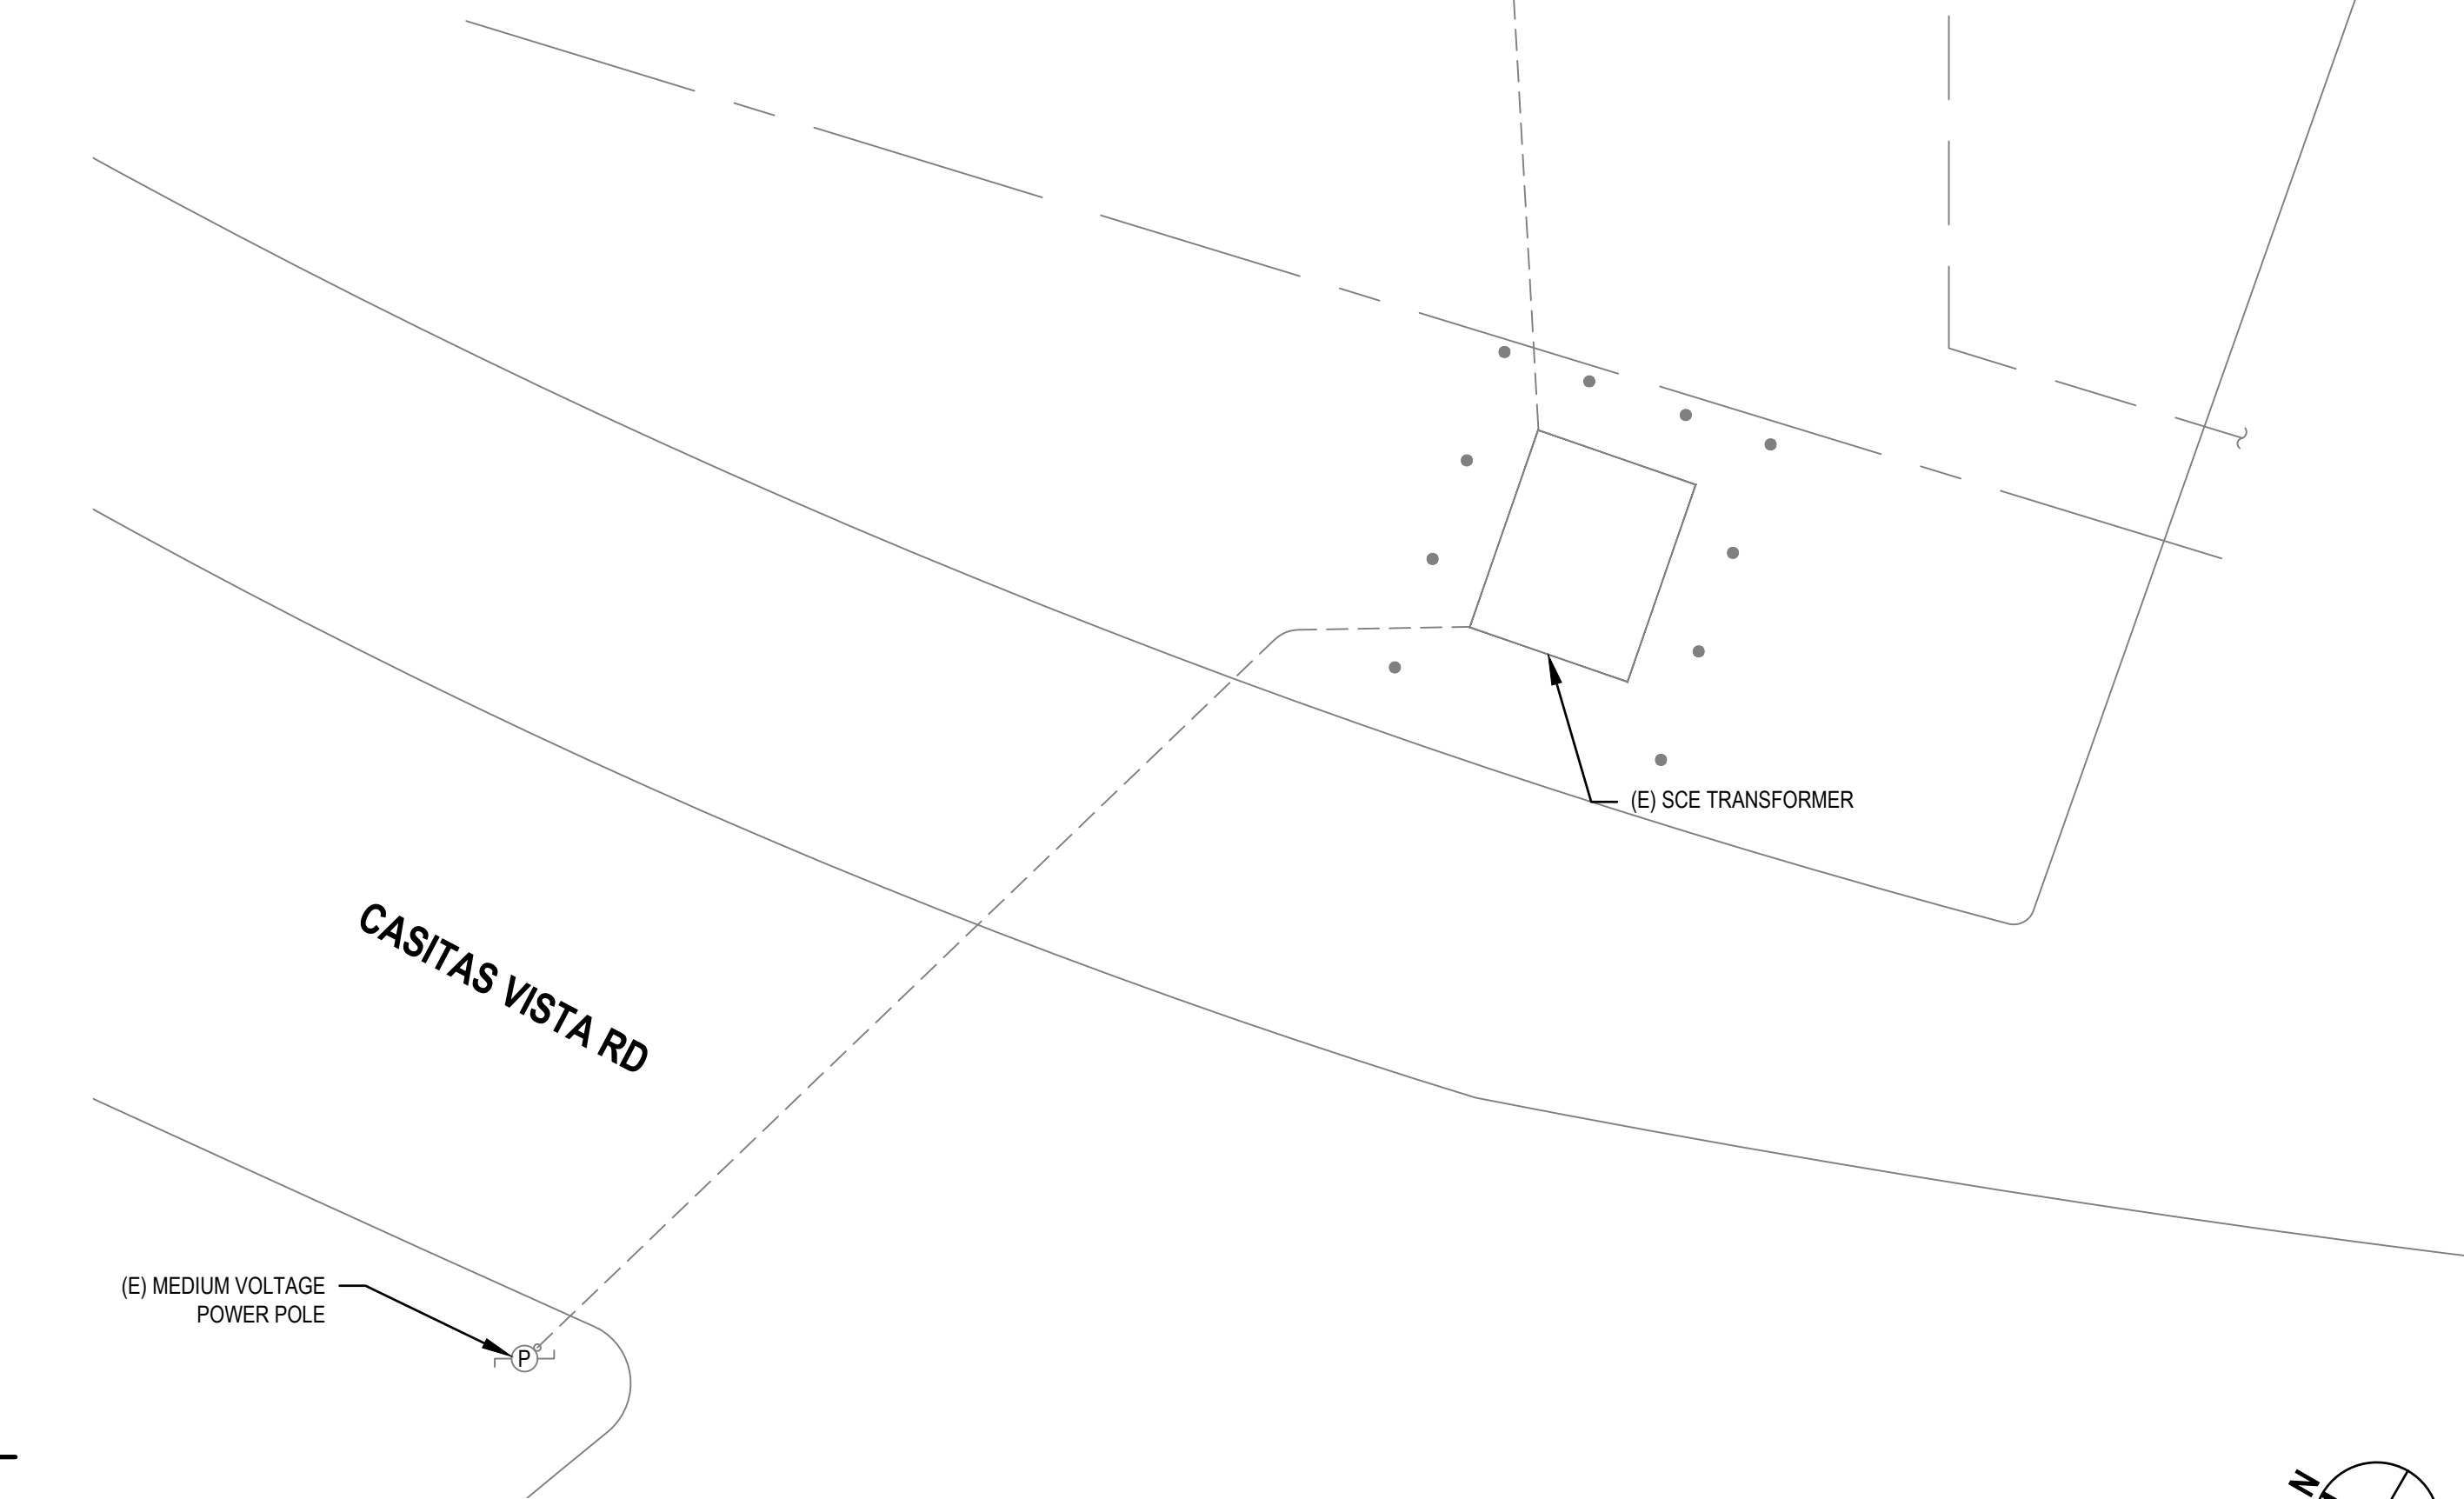 (E) SCE TRANSFORMER
CASITAS VISTA RD
(E) MEDIUM VOLTAGE
POWER POLE
P
N